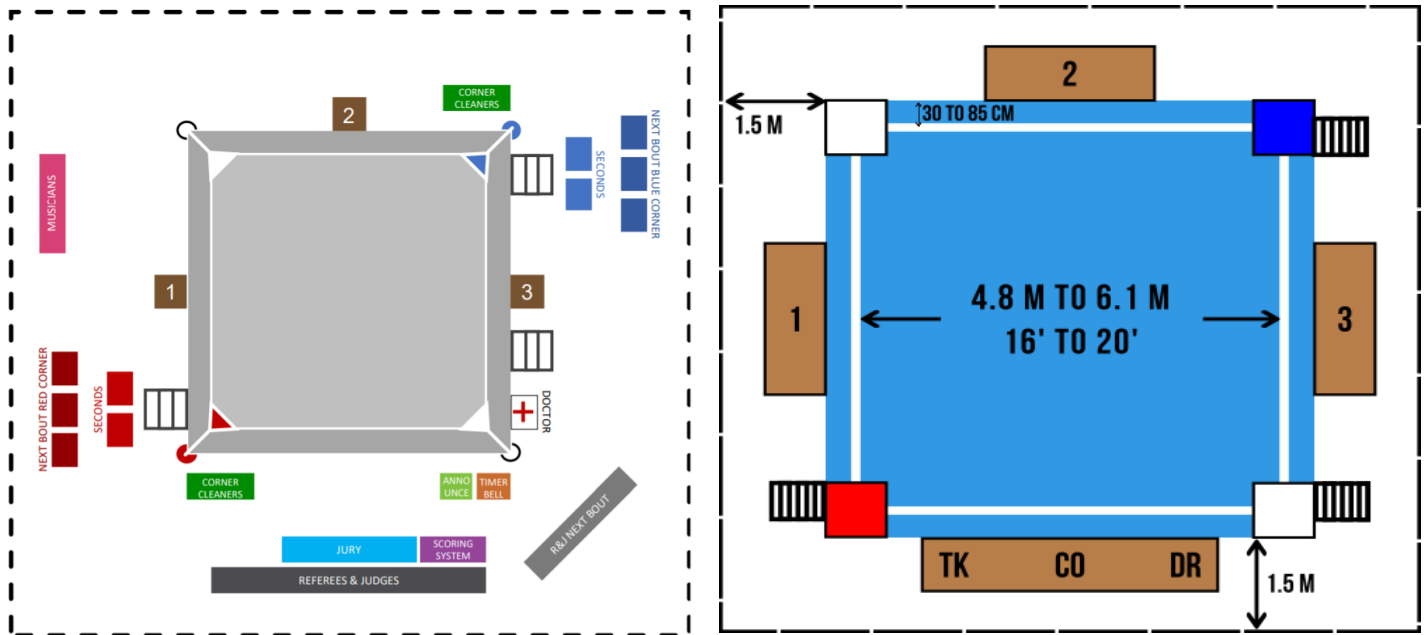 2
CORNER
CLEANERS
NEXT BOUT BLUE CORNER
SECONDS
MUSICIANS
1
3
NEXT BOUT RED CORNER
SECONDS
DOCTOR
CORNER
CLEANERS
ANNO
UNCE
TIMER
BELL
R&J NEXT BOUT
JURY
SCORING
SYSTEM
REFEREES & JUDGES
2
1.5 M
30 TO 85 CM
4.8 M TO 6.1 M
16' TO 20'
1
3
TK CO DR
1.5 M